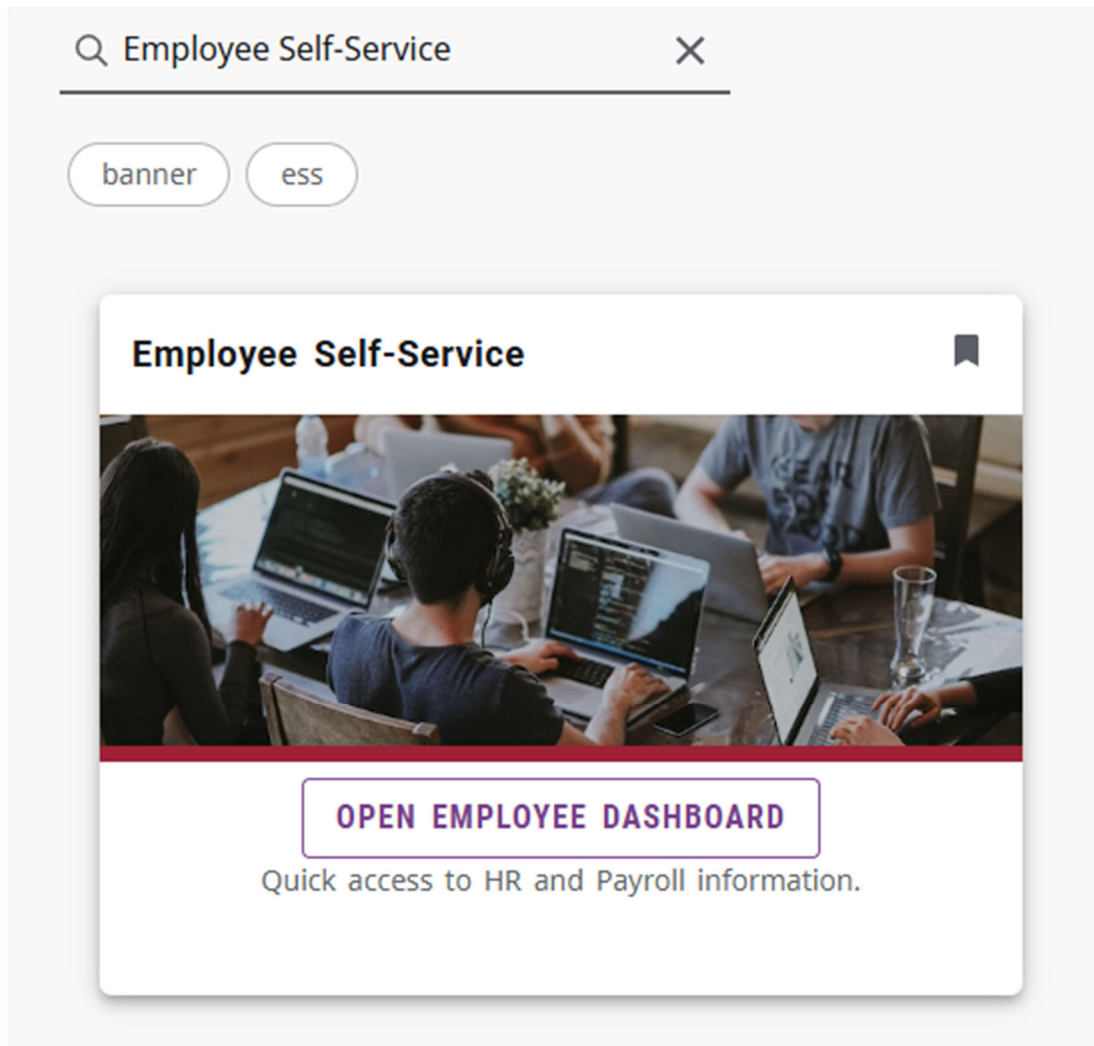 Employee Self-Service
banner
ess
Employee Self-Service
OPEN EMPLOYEE DASHBOARD
Quick access to HR and Payroll information.